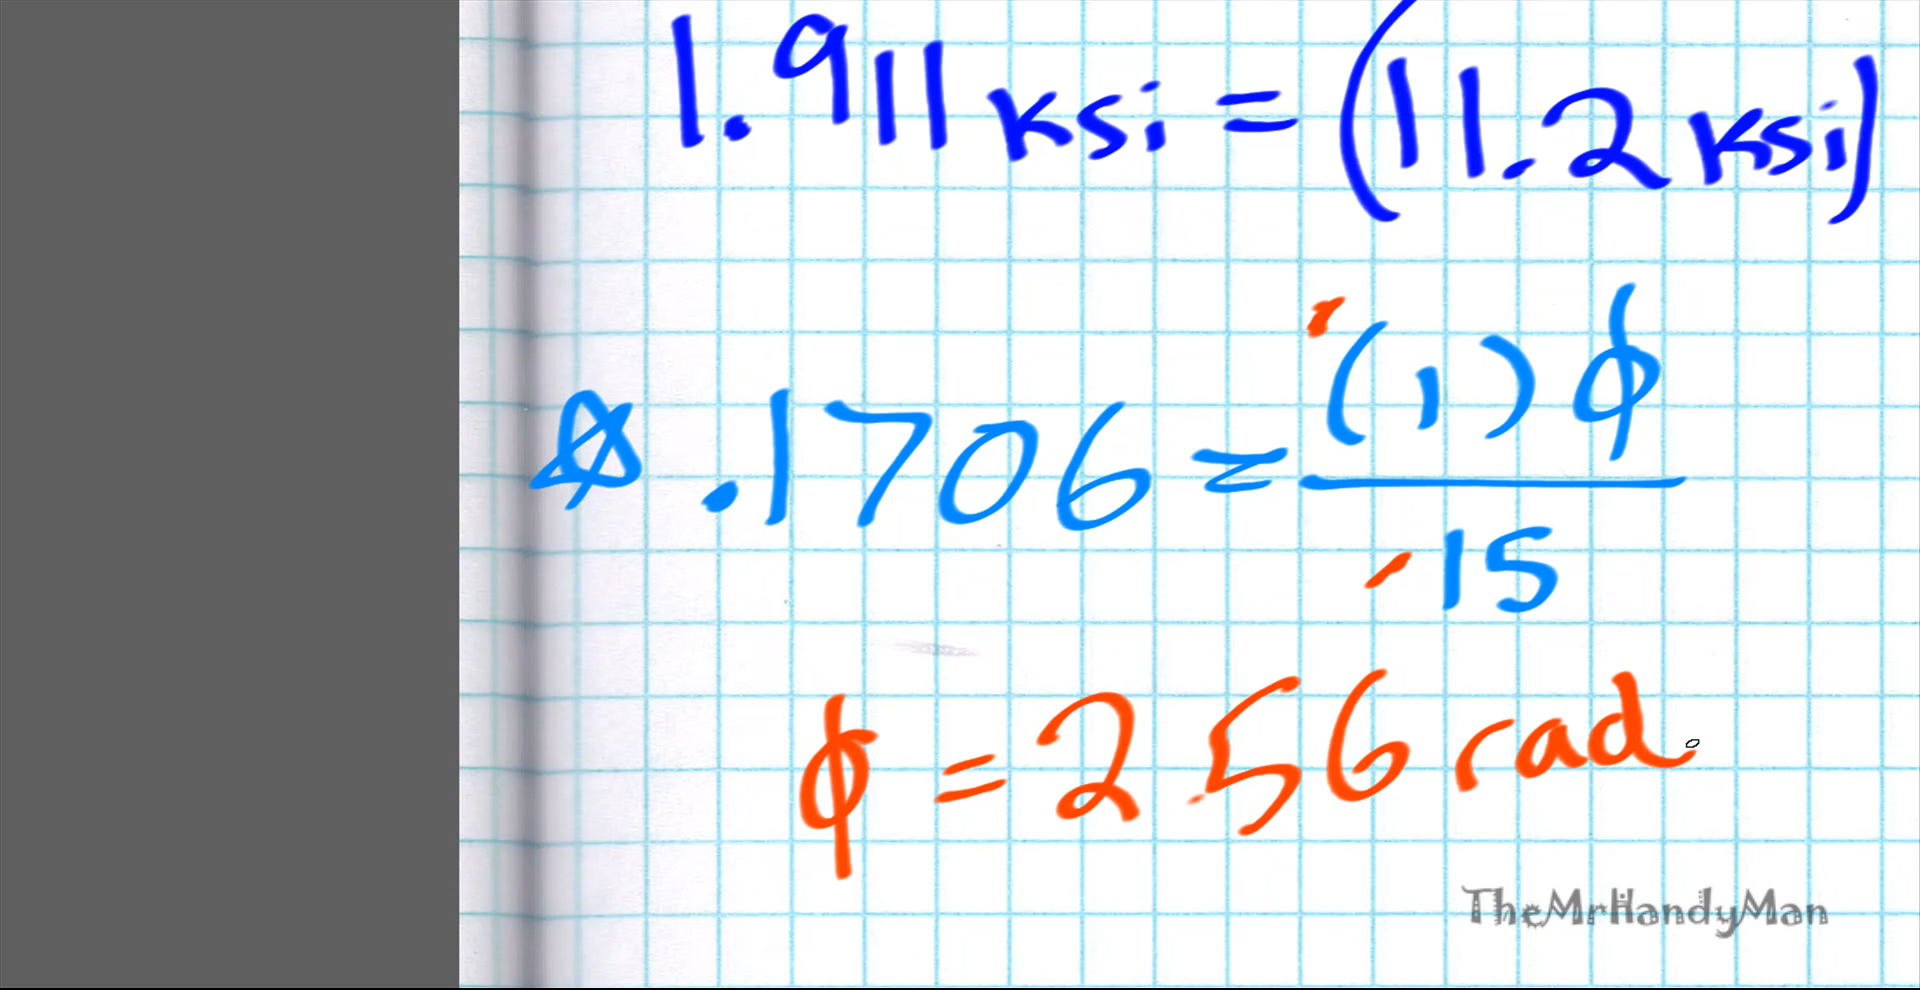 1.911 ksi = (11.2 ksi)
.1706 = (1) ϕ / 15
ϕ = 2.56 rad.
TheMrHandyMan